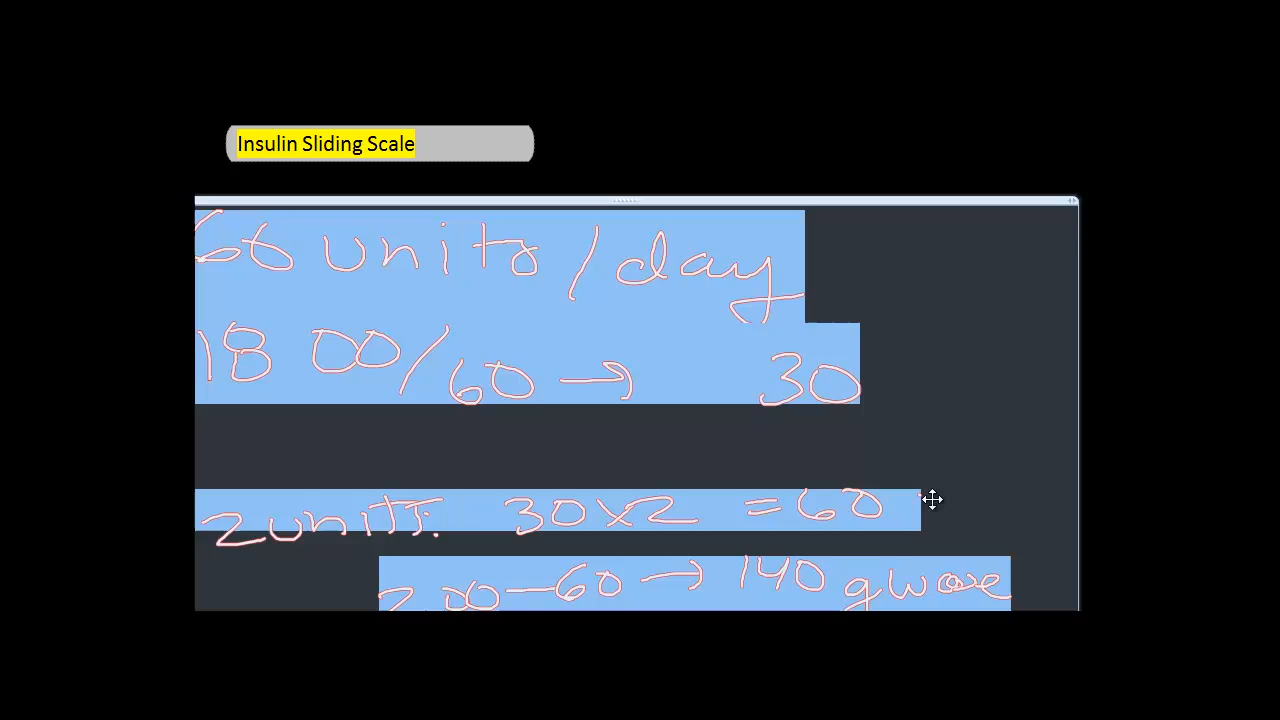 Insulin Sliding Scale
60 units/day
1800/60 → 30
2 units: 30x2 = 60
200-60 → 140 glucose